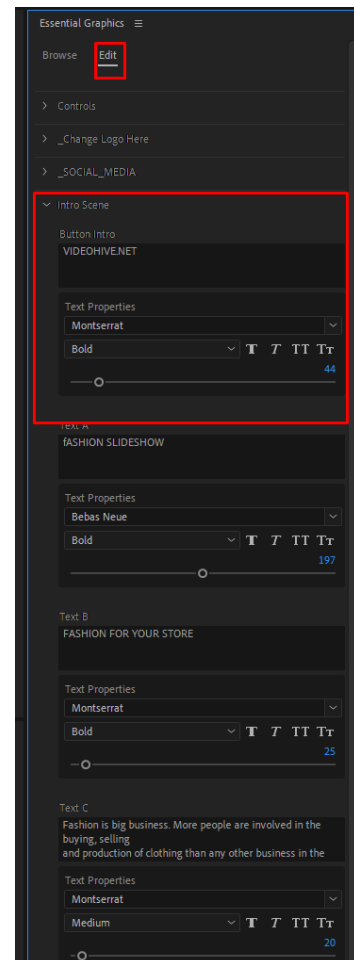 Essential Graphics
Browse Edit
Controls
_Change Logo Here
_SOCIAL_MEDIA
Intro Scene
Button Intro
VIDEOHIVE.NET
Text Properties
Montserrat
Bold T T TT Tт
44
Text A
fASHION SLIDESHOW
Text Properties
Bebas Neue
Bold T T TT Tт
197
Text B
FASHION FOR YOUR STORE
Text Properties
Montserrat
Bold T T TT Tт
25
Text C
Fashion is big business. More people are involved in the
buying, selling
and production of clothing than any other business in the
Text Properties
Montserrat
Medium T T TT Tт
20